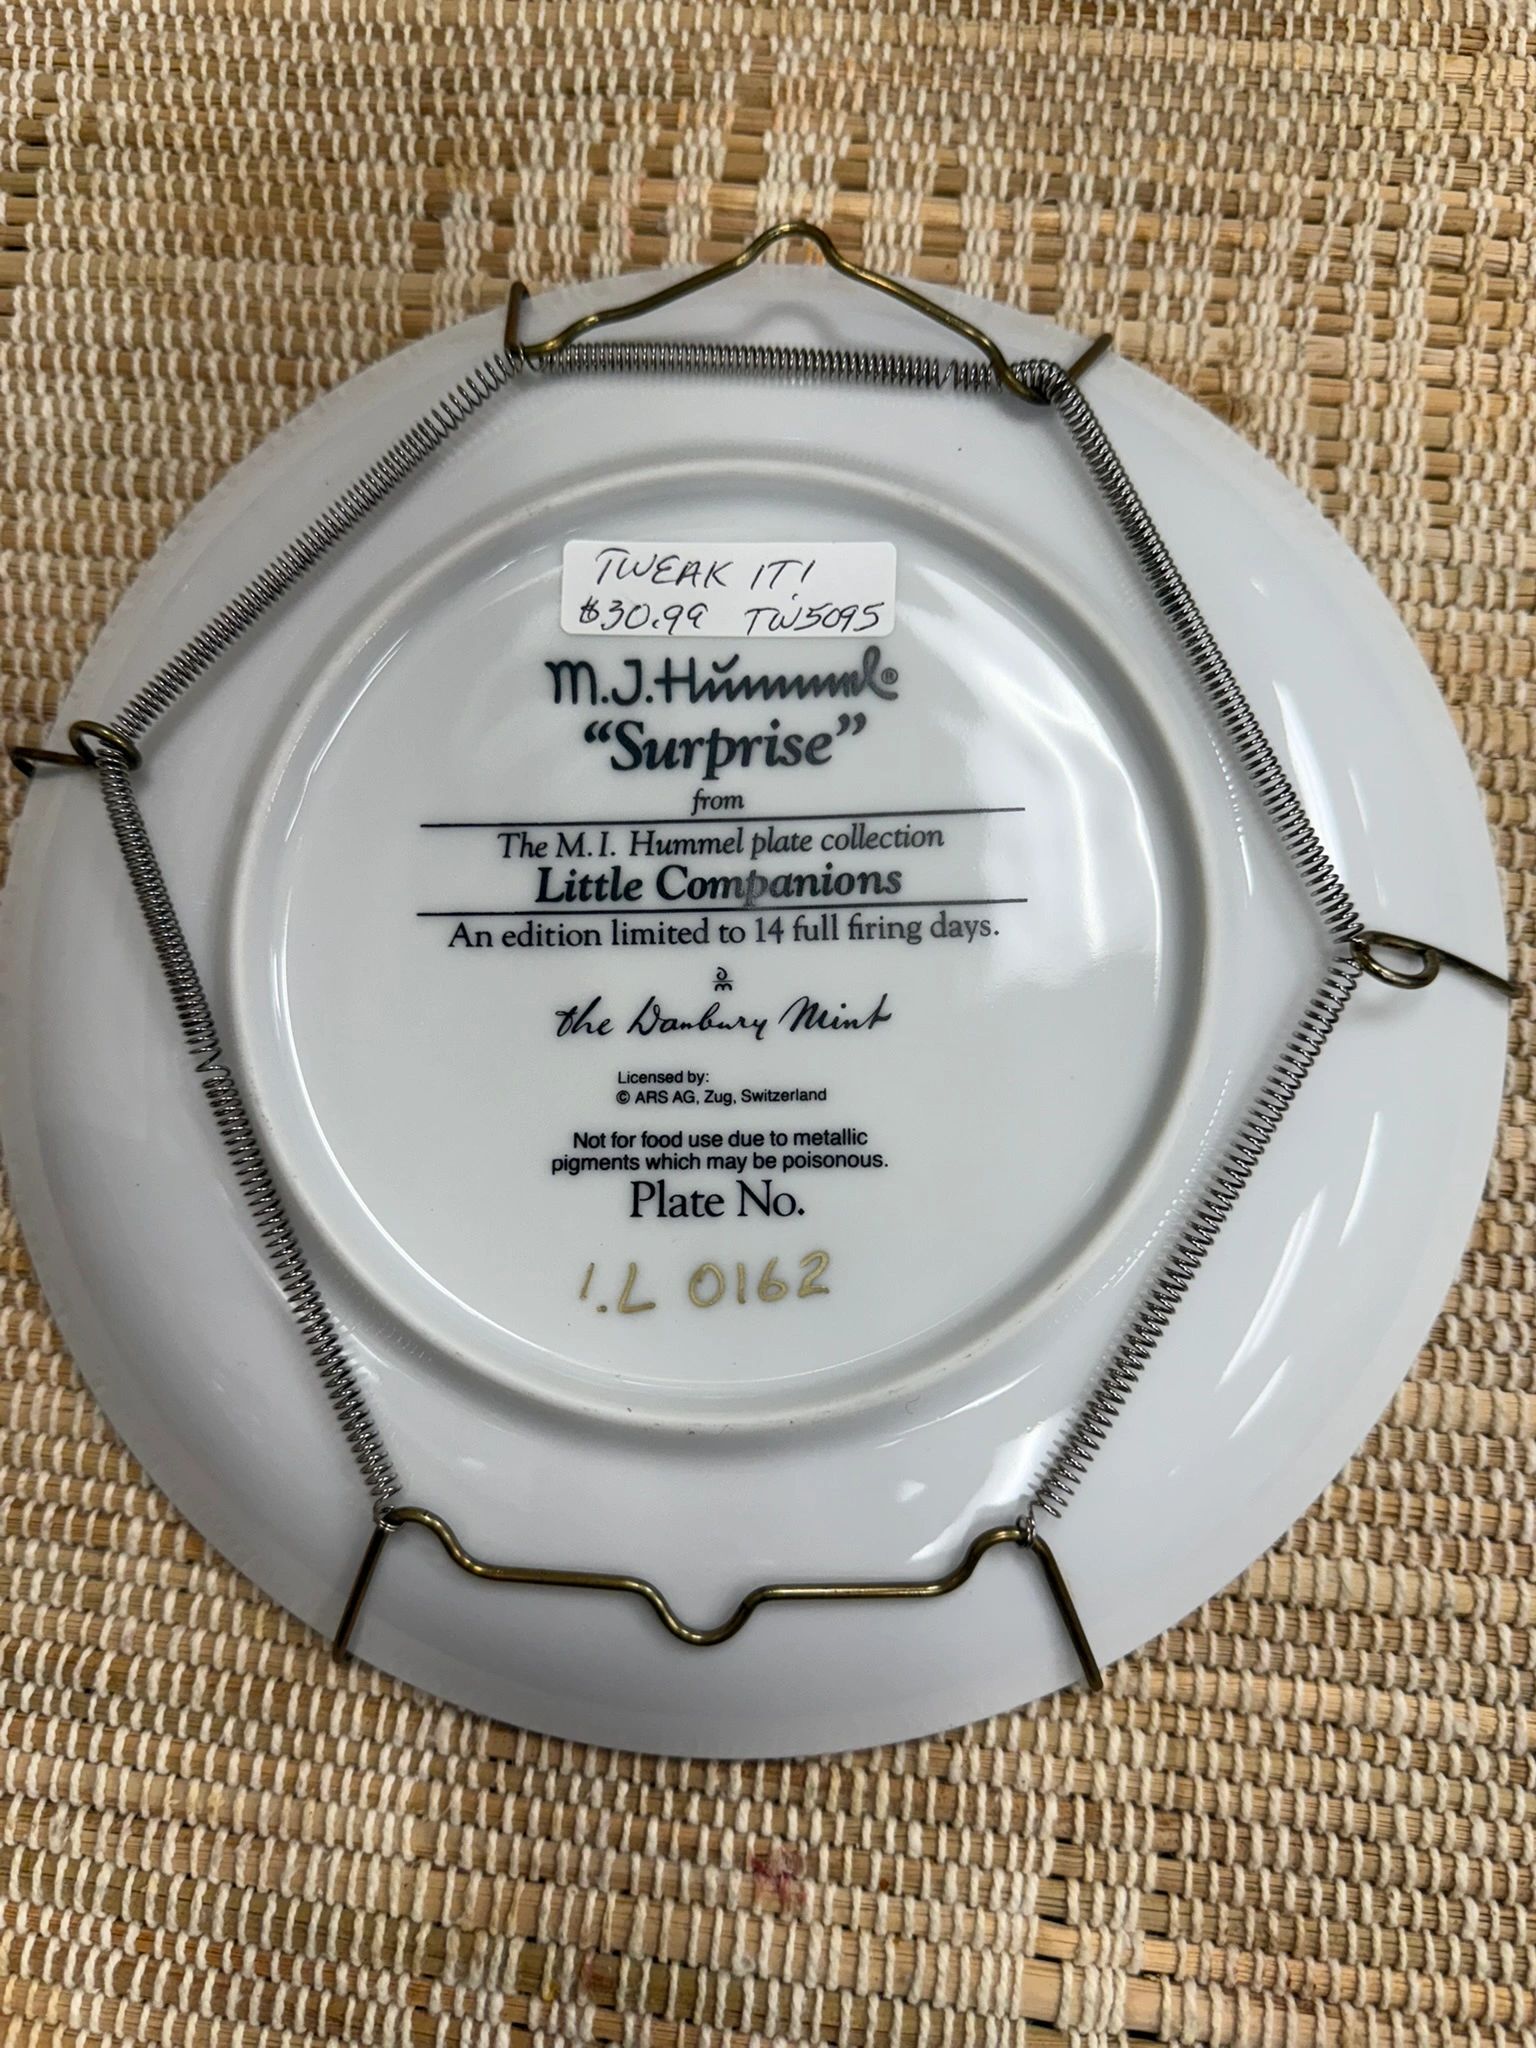 TWEAK IT!
$30.99 TW5095
M.J. Hummel®
“Surprise”
from
The M. I. Hummel plate collection
Little Companions
An edition limited to 14 full firing days.
the Danbury Mint
Licensed by:
© ARS AG, Zug, Switzerland
Not for food use due to metallic
pigments which may be poisonous.
Plate No.
I.L 0162